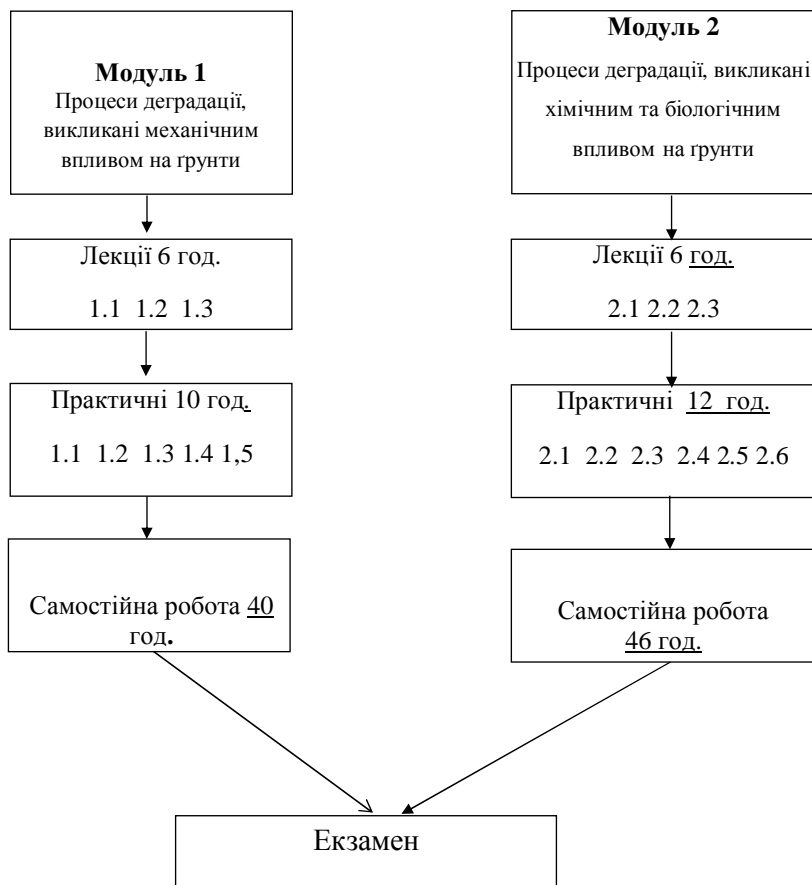 Модуль 1
Процеси деградації,
викликані механічним
впливом на ґрунти
Лекції 6 год.
1.1 1.2 1.3
Практичні 10 год.
1.1 1.2 1.3 1.4 1,5
Самостійна робота 40
год.
Модуль 2
Процеси деградації, викликані
хімічним та біологічним
впливом на ґрунти
Лекції 6 год.
2.1 2.2 2.3
Практичні 12 год.
2.1 2.2 2.3 2.4 2.5 2.6
Самостійна робота
46 год.
Екзамен